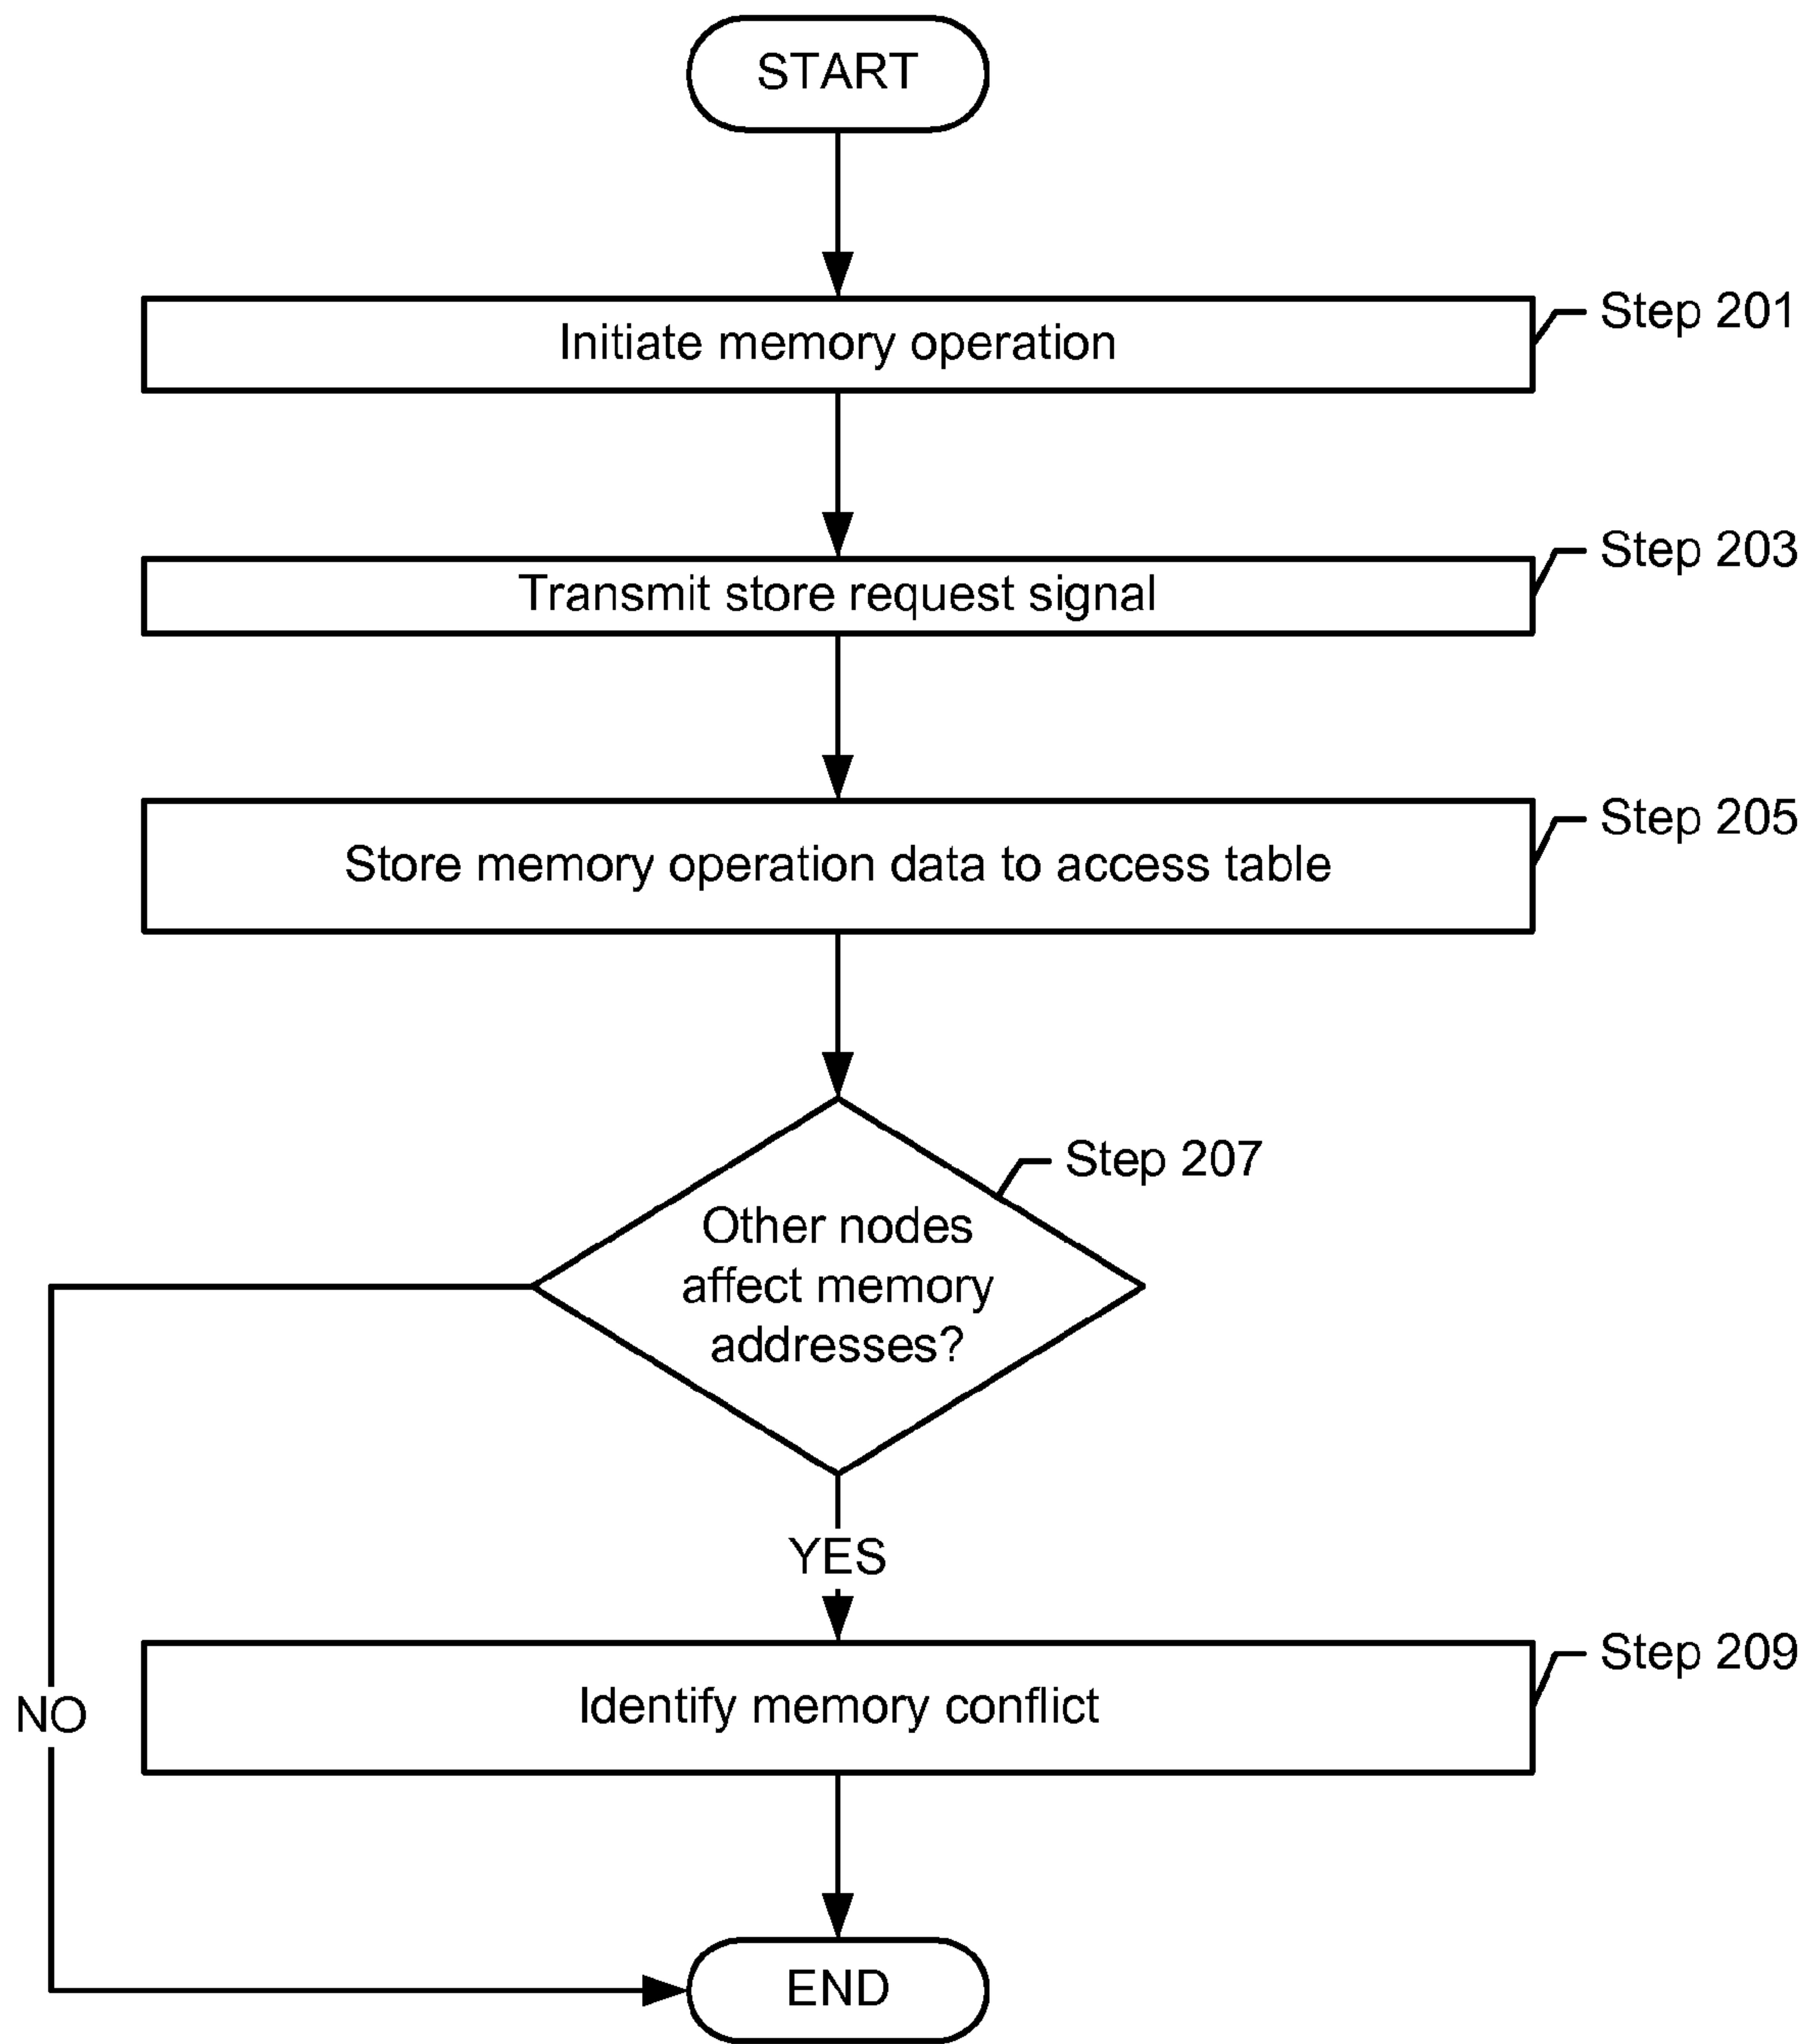 START
Initiate memory operation
Step 201
Transmit store request signal
Step 203
Store memory operation data to access table
Step 205
Step 207
Other nodes
affect memory
addresses?
YES
Identify memory conflict
Step 209
NO
END